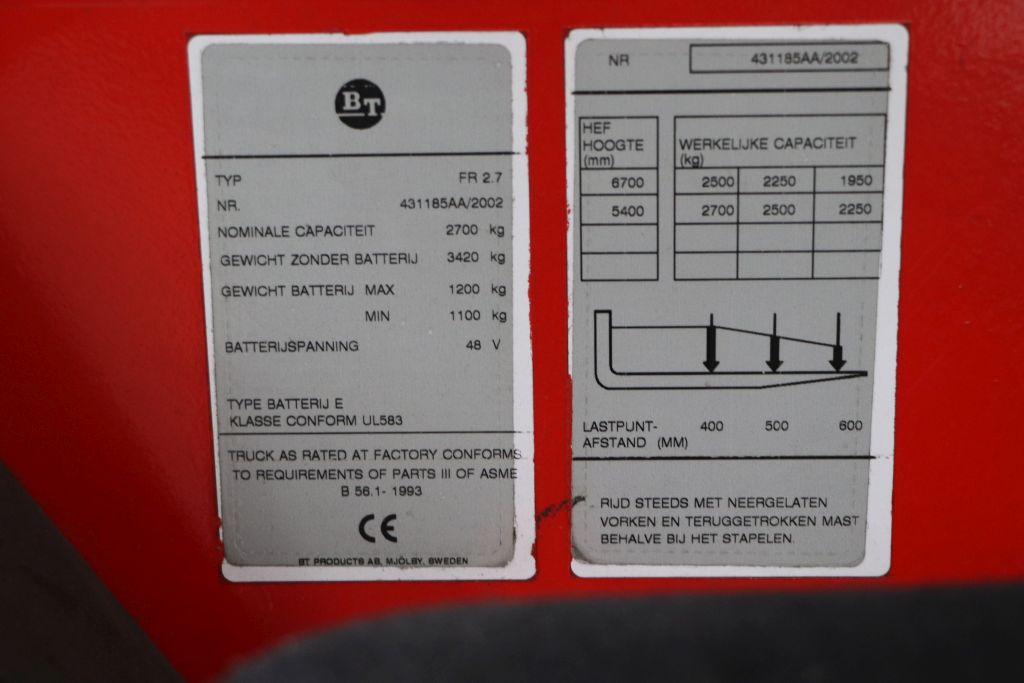 BT
TYP FR 2.7
NR. 431185AA/2002
NOMINALE CAPACITEIT 2700 kg
GEWICHT ZONDER BATTERIJ 3420 kg
GEWICHT BATTERIJ MAX 1200 kg
MIN 1100 kg
BATTERIJSPANNING 48 V
TYPE BATTERIJ E
KLASSE CONFORM UL583
TRUCK AS RATED AT FACTORY CONFORMS
TO REQUIREMENTS OF PARTS III OF ASME
B 56.1- 1993
CE
BT PRODUCTS AB, MJÖLBY, SWEDEN
NR 431185AA/2002
HEF
HOOGTE
(mm)
WERKELIJKE CAPACITEIT
(kg)
6700 2500 2250 1950
5400 2700 2500 2250
LASTPUNT- 400 500 600
AFSTAND (MM)
RIJD STEEDS MET NEERGELATEN
VORKEN EN TERUGGETROKKEN MAST
BEHALVE BIJ HET STAPELEN.